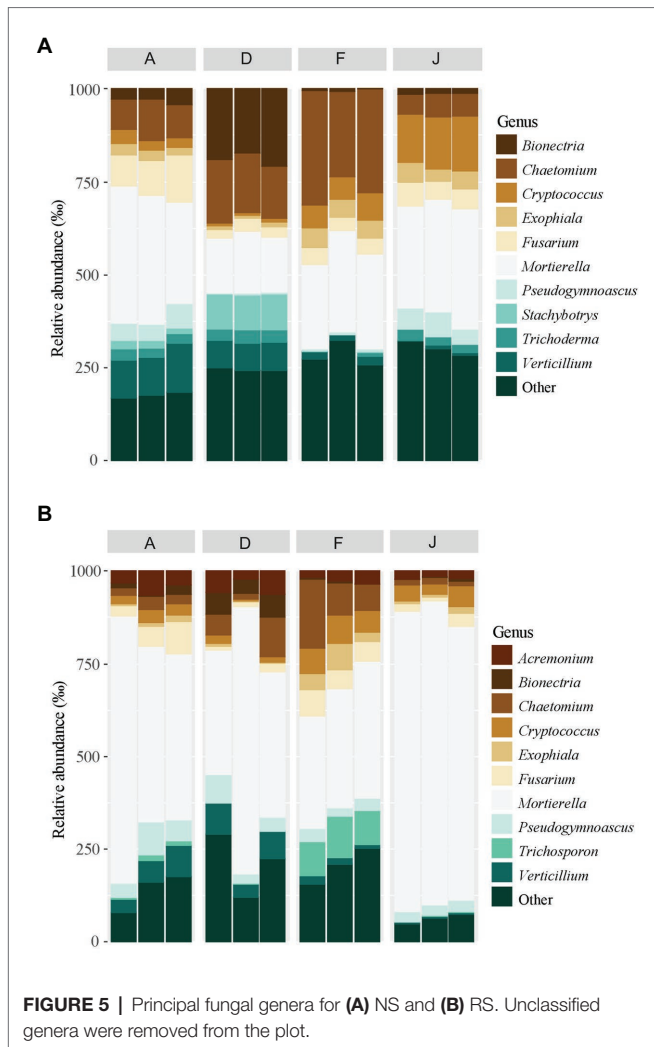 A
A D F J
1000
750
500
250
0
Relative abundance (‰)
Genus
Bionectria
Chaetomium
Cryptococcus
Exophiala
Fusarium
Mortierella
Pseudogymnoascus
Stachybotrys
Trichoderma
Verticillium
Other
B
A D F J
1000
750
500
250
0
Relative abundance (‰)
Genus
Acremonium
Bionectria
Chaetomium
Cryptococcus
Exophiala
Fusarium
Mortierella
Pseudogymnoascus
Trichosporon
Verticillium
Other
FIGURE 5 | Principal fungal genera for (A) NS and (B) RS. Unclassified
genera were removed from the plot.